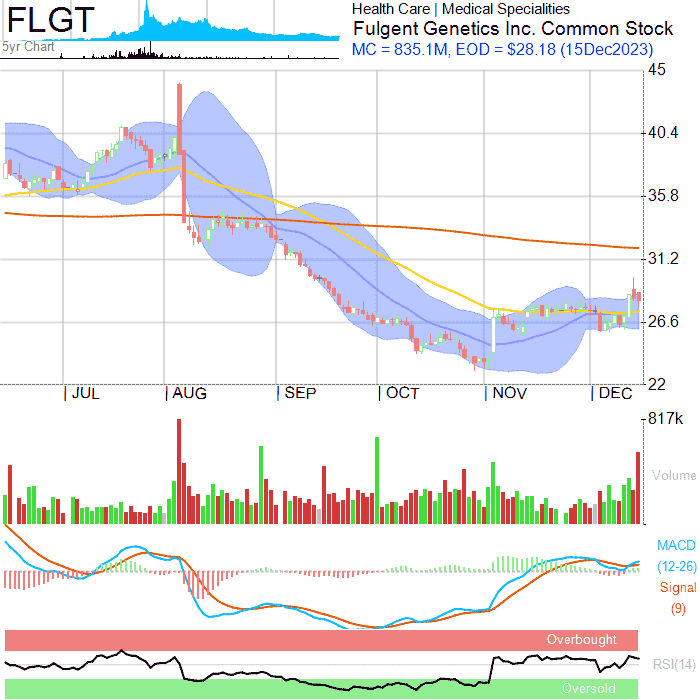 FLGT
5yr Chart
Health Care | Medical Specialities
Fulgent Genetics Inc. Common Stock
MC = 835.1M, EOD = $28.18 (15Dec2023)
45
40.4
35.8
31.2
26.6
22
JUL
AUG
SEP
OCT
NOV
DEC
817k
Volume
MACD
(12-26)
Signal
(9)
Overbought
RSI(14)
Oversold